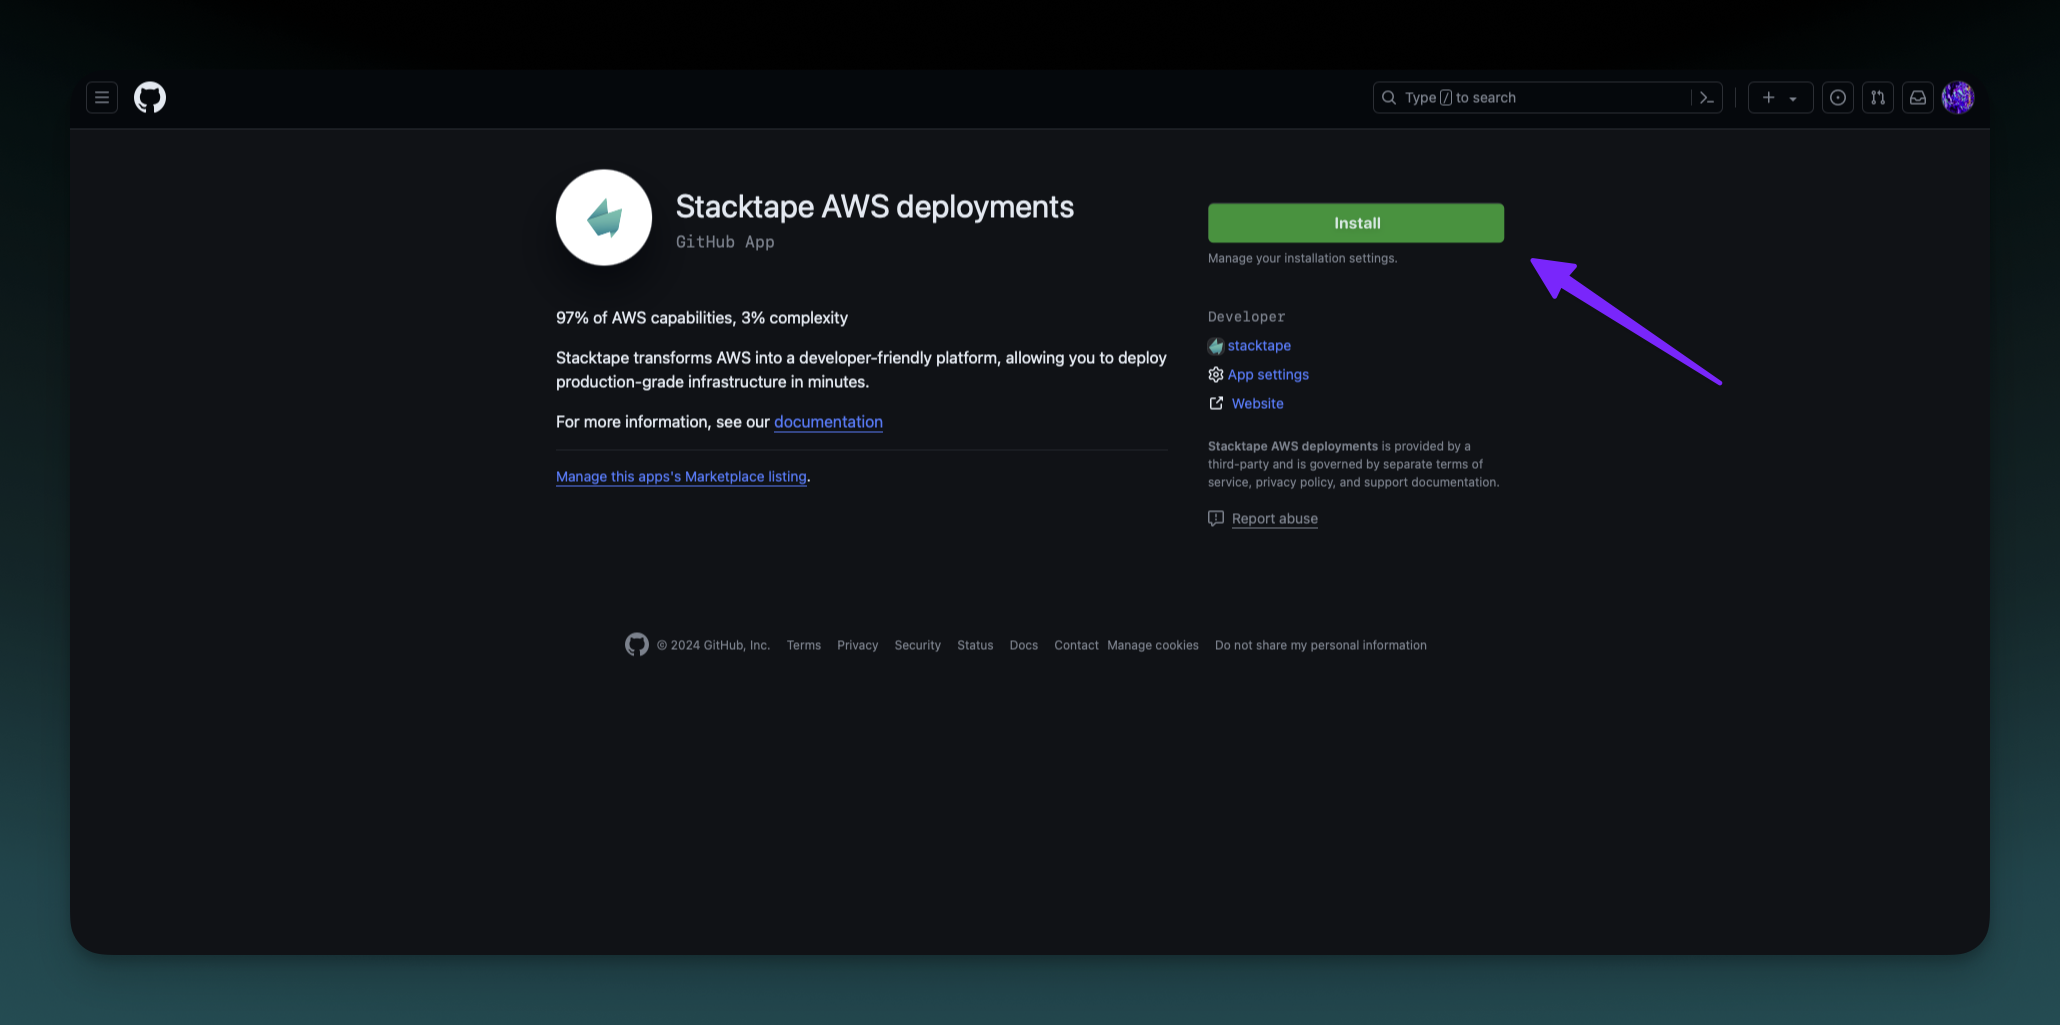 Type / to search
Stacktape AWS deployments
GitHub App
97% of AWS capabilities, 3% complexity
Stacktape transforms AWS into a developer-friendly platform, allowing you to deploy
production-grade infrastructure in minutes.
For more information, see our documentation
Manage this apps's Marketplace listing.
Install
Manage your installation settings.
Developer
stacktape
App settings
Website
Stacktape AWS deployments is provided by a
third-party and is governed by separate terms of
service, privacy policy, and support documentation.
Report abuse
© 2024 GitHub, Inc. Terms Privacy Security Status Docs Contact Manage cookies Do not share my personal information